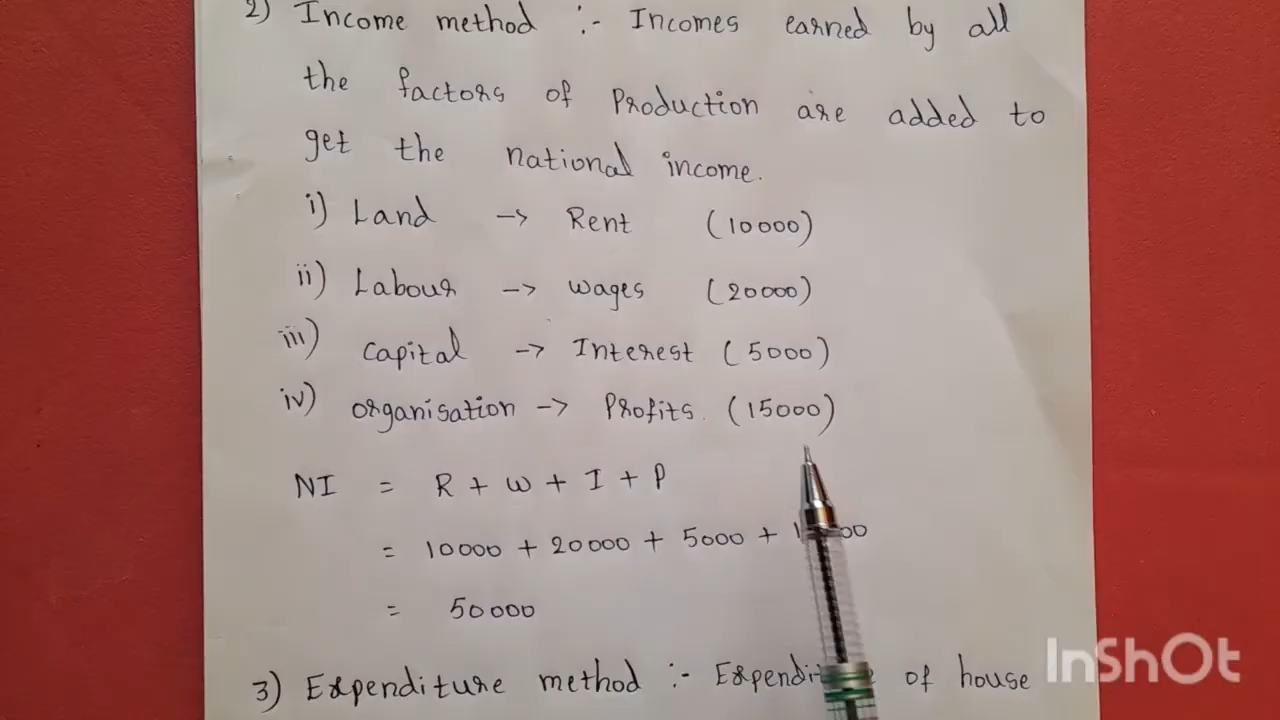 2) Income method :- Incomes earned by all
the factors of Production are added to
get the national income.
i) Land -> Rent (10000)
ii) Labour -> wages (20000)
iii) Capital -> Interest (5000)
iv) Organisation -> Profits. (15000)
NI = R + W + I + P
= 10000 + 20000 + 5000 +
= 50000
3) Expenditure method :- of house
InShOt